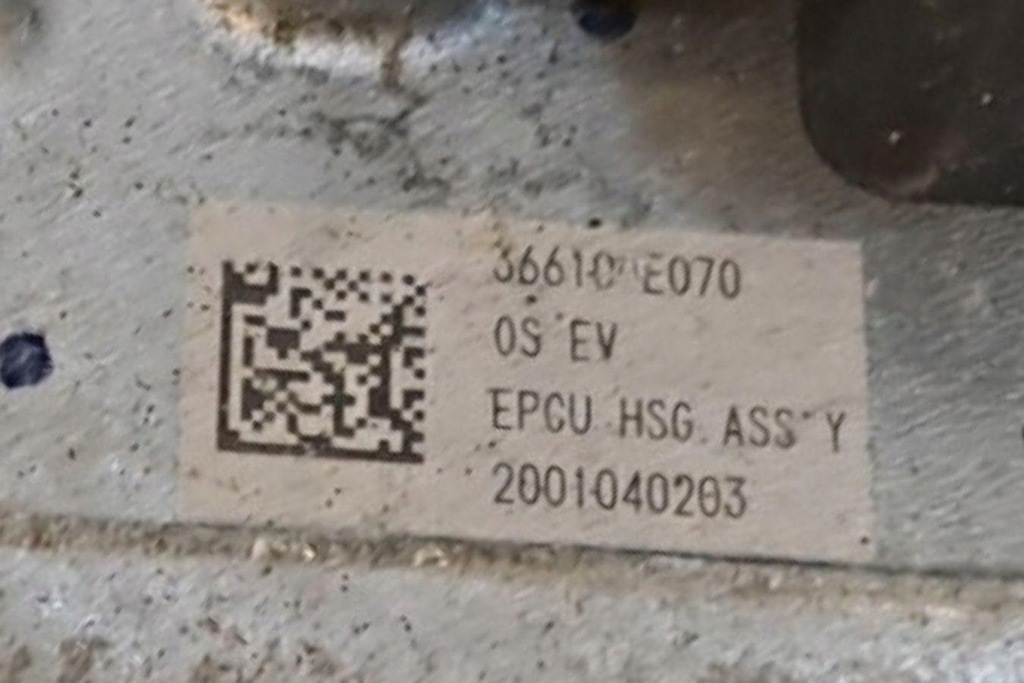 OS EV
EPCU HSG ASS'Y
2001040203